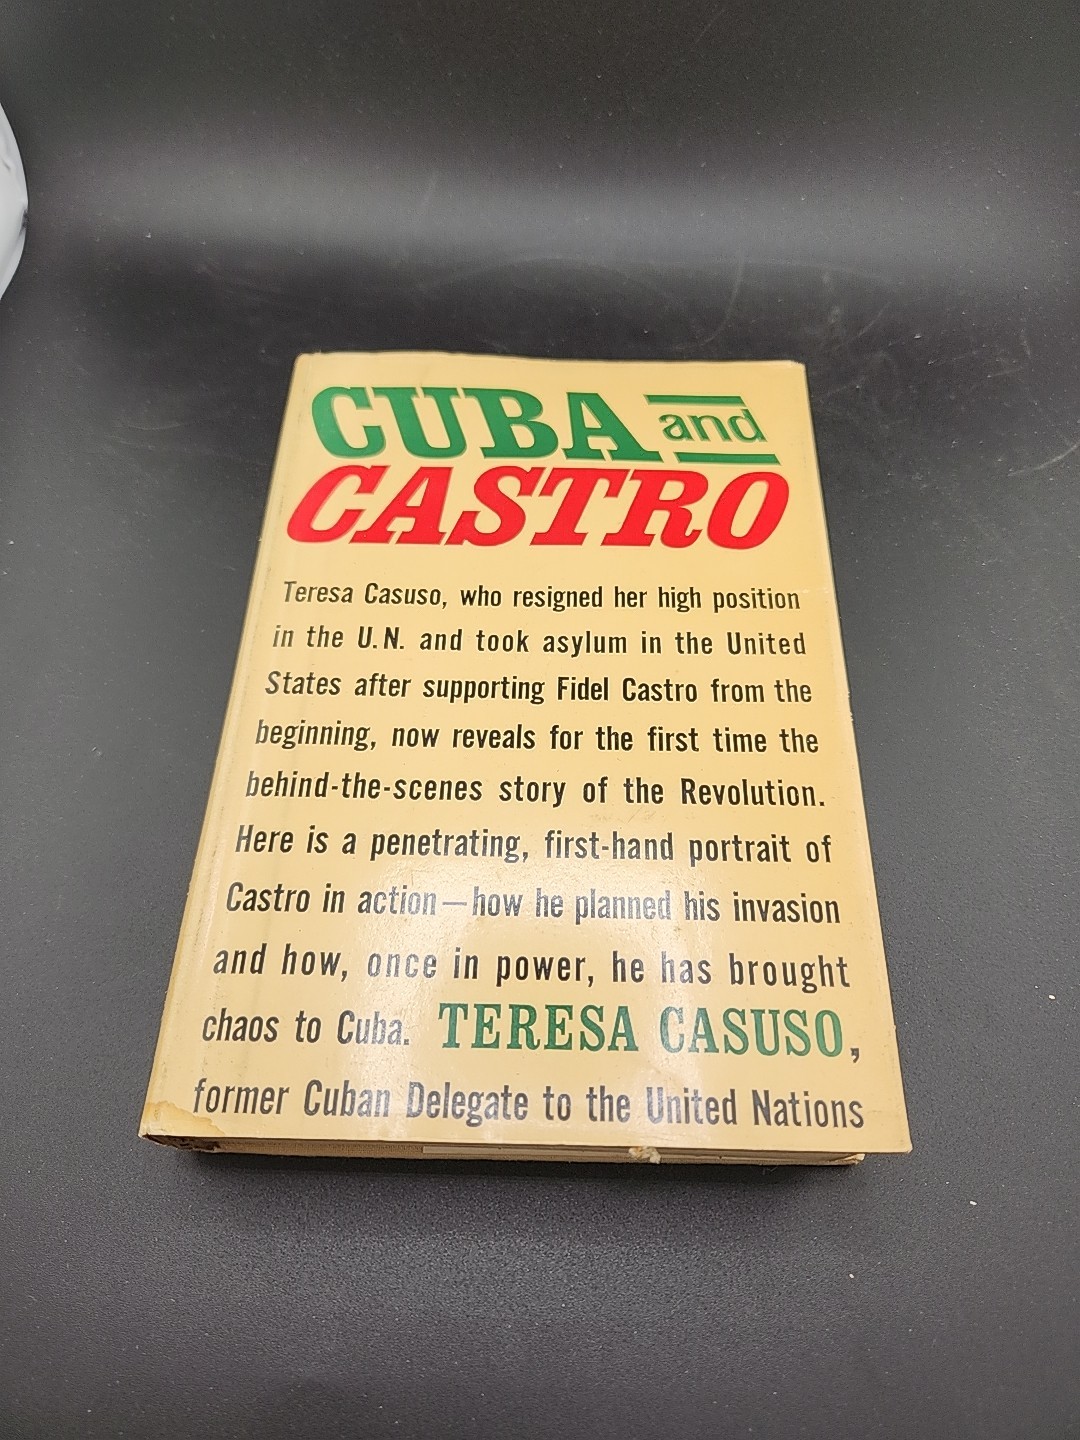 CUBA and
CASTRO
Teresa Casuso, who resigned her high position
in the U.N. and took asylum in the United
States after supporting Fidel Castro from the
beginning, now reveals for the first time the
behind-the-scenes story of the Revolution.
Here is a penetrating, first-hand portrait of
Castro in action—how he planned his invasion
and how, once in power, he has brought
chaos to Cuba. TERESA CASUSO,
former Cuban Delegate to the United Nations